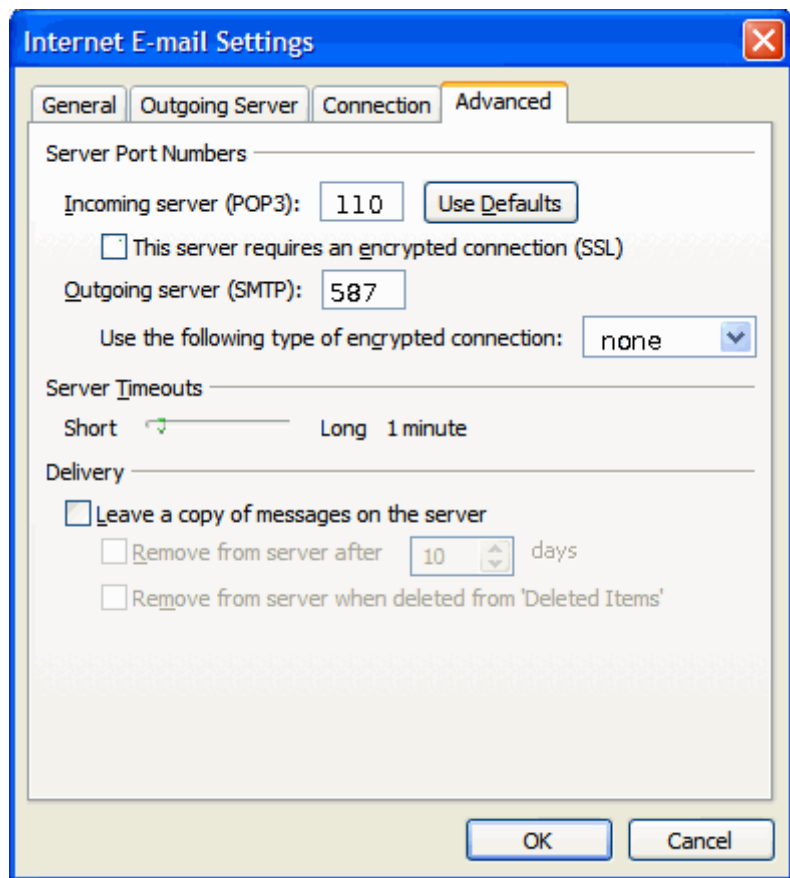 Internet E-mail Settings
General Outgoing Server Connection Advanced
Server Port Numbers
Incoming server (POP3): 110 Use Defaults
This server requires an encrypted connection (SSL)
Outgoing server (SMTP): 587
Use the following type of encrypted connection: none
Server Timeouts
Short Long 1 minute
Delivery
Leave a copy of messages on the server
Remove from server after 10 days
Remove from server when deleted from 'Deleted Items'
OK Cancel